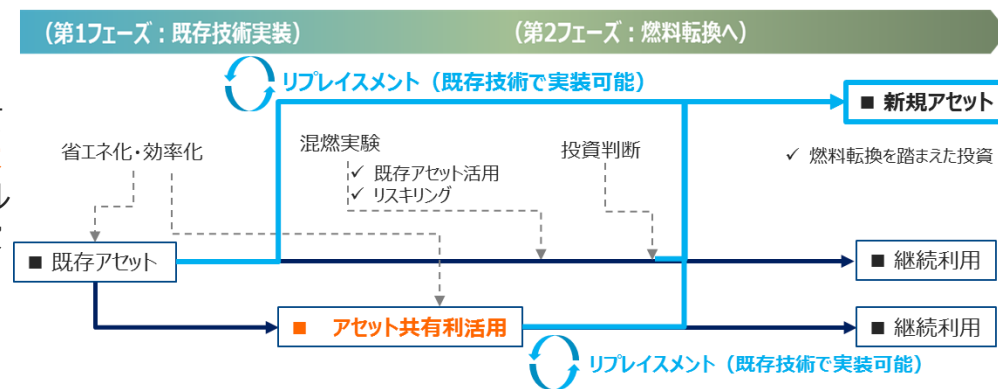 （第1フェーズ：既存技術実装）
（第2フェーズ：燃料転換へ）
リプレイスメント（既存技術で実装可能）
■ 新規アセット
省エネ化・効率化
混燃実験
✓ 既存アセット活用
✓ リスキリング
投資判断
✓ 燃料転換を踏まえた投資
■ 既存アセット
■ 継続利用
■ アセット共有利活用
■ 継続利用
リプレイスメント（既存技術で実装可能）